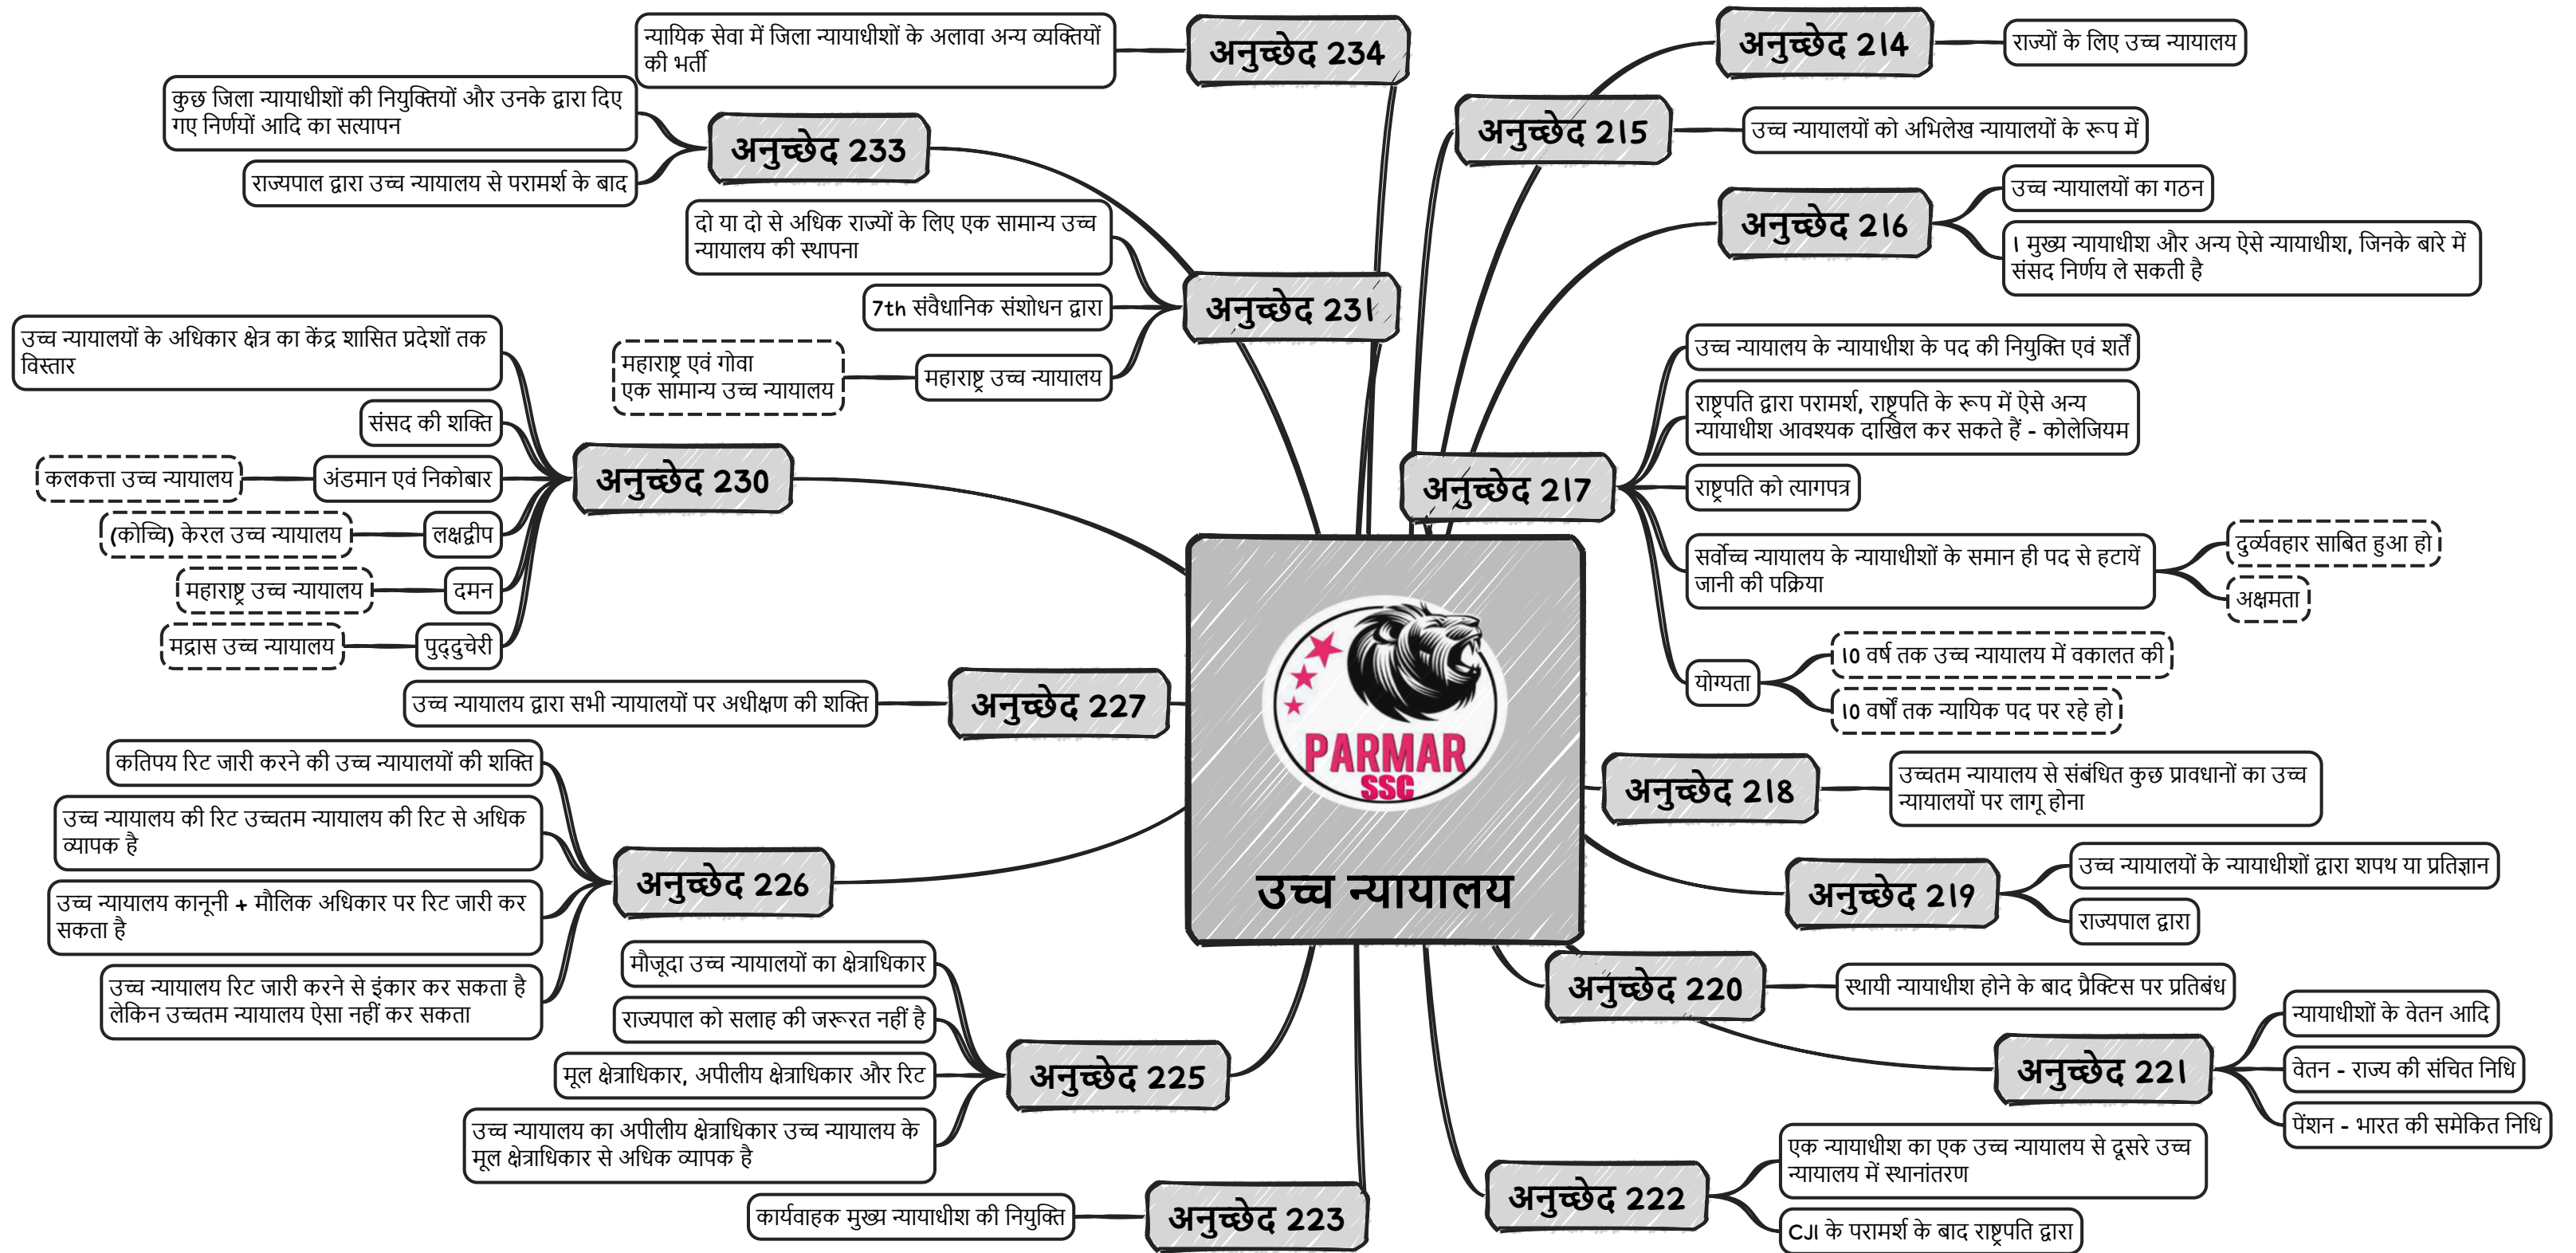 उच्च न्यायालय
PARMAR
SSC
अनुच्छेद 214
राज्यों के लिए उच्च न्यायालय
अनुच्छेद 215
उच्च न्यायालयों को अभिलेख न्यायालयों के रूप में
अनुच्छेद 216
उच्च न्यायालयों का गठन
1 मुख्य न्यायाधीश और अन्य ऐसे न्यायाधीश, जिनके बारे में
संसद निर्णय ले सकती है
अनुच्छेद 217
उच्च न्यायालय के न्यायाधीश के पद की नियुक्ति एवं शर्तें
राष्ट्रपति द्वारा परामर्श, राष्ट्रपति के रूप में ऐसे अन्य
न्यायाधीश आवश्यक दाखिल कर सकते हैं - कोलेजियम
राष्ट्रपति को त्यागपत्र
सर्वोच्च न्यायालय के न्यायाधीशों के समान ही पद से हटायें
जानी की पक्रिया
दुर्व्यवहार साबित हुआ हो
अक्षमता
योग्यता
10 वर्ष तक उच्च न्यायालय में वकालत की
10 वर्षों तक न्यायिक पद पर रहे हो
अनुच्छेद 218
उच्चतम न्यायालय से संबंधित कुछ प्रावधानों का उच्च
न्यायालयों पर लागू होना
अनुच्छेद 219
उच्च न्यायालयों के न्यायाधीशों द्वारा शपथ या प्रतिज्ञान
राज्यपाल द्वारा
अनुच्छेद 220
स्थायी न्यायाधीश होने के बाद प्रैक्टिस पर प्रतिबंध
अनुच्छेद 221
न्यायाधीशों के वेतन आदि
वेतन - राज्य की संचित निधि
पेंशन - भारत की समेकित निधि
अनुच्छेद 222
एक न्यायाधीश का एक उच्च न्यायालय से दूसरे उच्च
न्यायालय में स्थानांतरण
CJI के परामर्श के बाद राष्ट्रपति द्वारा
अनुच्छेद 223
कार्यवाहक मुख्य न्यायाधीश की नियुक्ति
अनुच्छेद 225
मौजूदा उच्च न्यायालयों का क्षेत्राधिकार
राज्यपाल को सलाह की जरूरत नहीं है
मूल क्षेत्राधिकार, अपीलीय क्षेत्राधिकार और रिट
उच्च न्यायालय का अपीलीय क्षेत्राधिकार उच्च न्यायालय के
मूल क्षेत्राधिकार से अधिक व्यापक है
अनुच्छेद 226
कतिपय रिट जारी करने की उच्च न्यायालयों की शक्ति
उच्च न्यायालय की रिट उच्चतम न्यायालय की रिट से अधिक
व्यापक है
उच्च न्यायालय कानूनी + मौलिक अधिकार पर रिट जारी कर
सकता है
उच्च न्यायालय रिट जारी करने से इंकार कर सकता है
लेकिन उच्चतम न्यायालय ऐसा नहीं कर सकता
अनुच्छेद 227
उच्च न्यायालय द्वारा सभी न्यायालयों पर अधीक्षण की शक्ति
अनुच्छेद 230
उच्च न्यायालयों के अधिकार क्षेत्र का केंद्र शासित प्रदेशों तक
विस्तार
संसद की शक्ति
अंडमान एवं निकोबार
कलकत्ता उच्च न्यायालय
लक्षद्वीप
(कोच्चि) केरल उच्च न्यायालय
दमन
महाराष्ट्र उच्च न्यायालय
पुद्दुचेरी
मद्रास उच्च न्यायालय
अनुच्छेद 231
दो या दो से अधिक राज्यों के लिए एक सामान्य उच्च
न्यायालय की स्थापना
7th संवैधानिक संशोधन द्वारा
महाराष्ट्र उच्च न्यायालय
महाराष्ट्र एवं गोवा
एक सामान्य उच्च न्यायालय
अनुच्छेद 233
कुछ जिला न्यायाधीशों की नियुक्तियों और उनके द्वारा दिए
गए निर्णयों आदि का सत्यापन
राज्यपाल द्वारा उच्च न्यायालय से परामर्श के बाद
अनुच्छेद 234
न्यायिक सेवा में जिला न्यायाधीशों के अलावा अन्य व्यक्तियों
की भर्ती